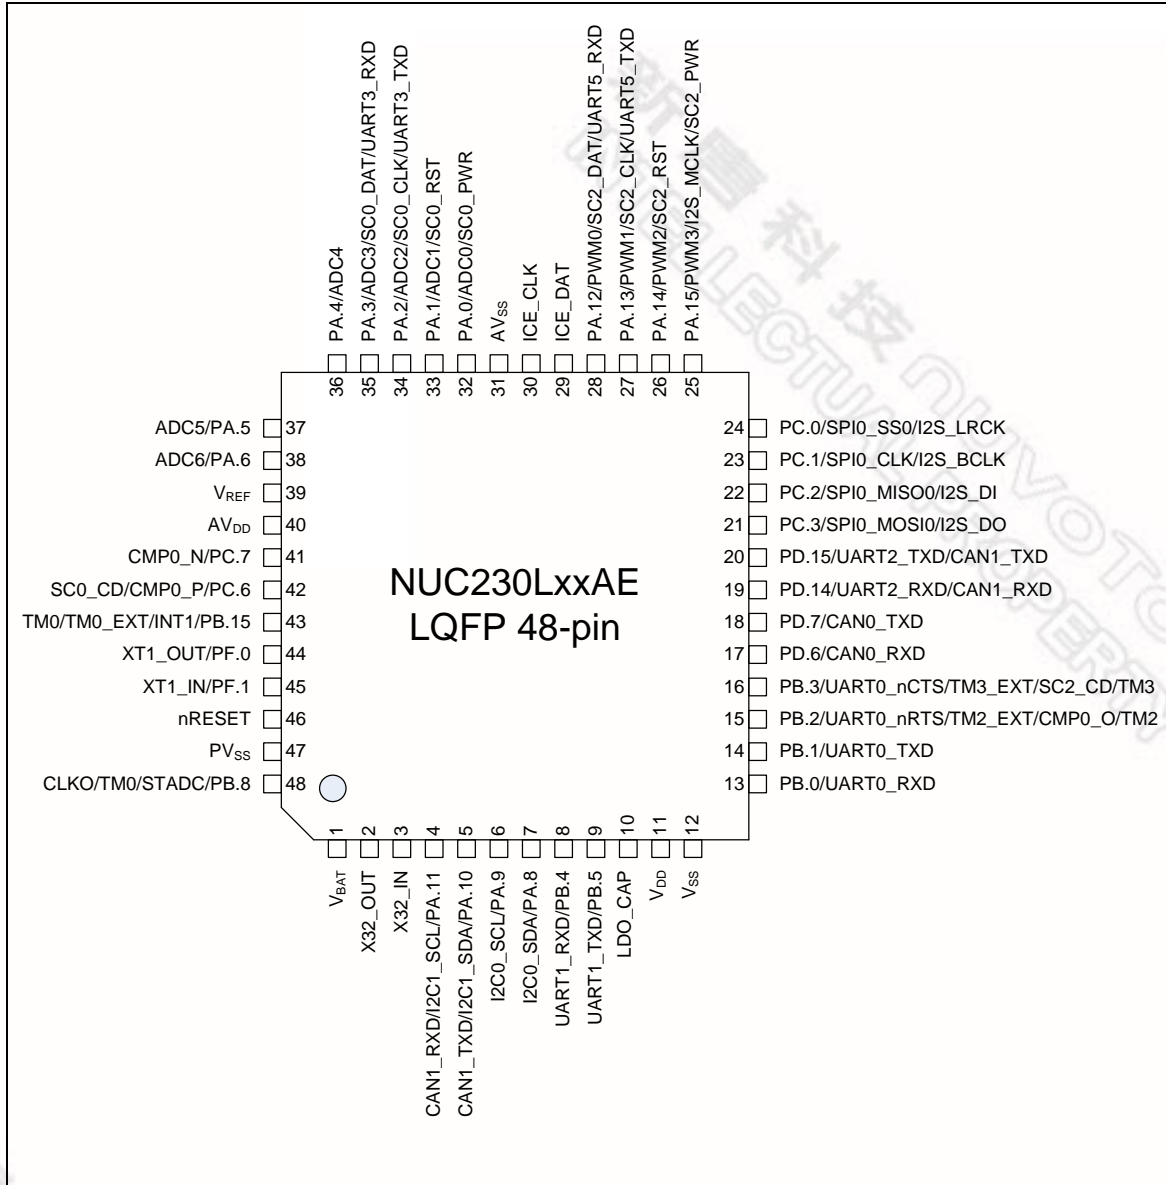 PA.4/ADC4
PA.3/ADC3/SC0_DAT/UART3_RXD
PA.2/ADC2/SC0_CLK/UART3_TXD
PA.1/ADC1/SC0_RST
PA.0/ADC0/SC0_PWR
AVSS
ICE_CLK
ICE_DAT
PA.12/PWM0/SC2_DAT/UART5_RXD
PA.13/PWM1/SC2_CLK/UART5_TXD
PA.14/PWM2/SC2_RST
PA.15/PWM3/I2S_MCLK/SC2_PWR
36 35 34 33 32 31 30 29 28 27 26 25
ADC5/PA.5 37
ADC6/PA.6 38
VREF 39
AVDD 40
CMP0_N/PC.7 41
SC0_CD/CMP0_P/PC.6 42
TM0/TM0_EXT/INT1/PB.15 43
XT1_OUT/PF.0 44
XT1_IN/PF.1 45
nRESET 46
PVSS 47
CLKO/TM0/STADC/PB.8 48
NUC230LxxAE
LQFP 48-pin
24 PC.0/SPI0_SS0/I2S_LRCK
23 PC.1/SPI0_CLK/I2S_BCLK
22 PC.2/SPI0_MISO0/I2S_DI
21 PC.3/SPI0_MOSI0/I2S_DO
20 PD.15/UART2_TXD/CAN1_TXD
19 PD.14/UART2_RXD/CAN1_RXD
18 PD.7/CAN0_TXD
17 PD.6/CAN0_RXD
16 PB.3/UART0_nCTS/TM3_EXT/SC2_CD/TM3
15 PB.2/UART0_nRTS/TM2_EXT/CMP0_O/TM2
14 PB.1/UART0_TXD
13 PB.0/UART0_RXD
1 2 3 4 5 6 7 8 9 10 11 12
VBAT
X32_OUT
X32_IN
CAN1_RXD/I2C1_SCL/PA.11
CAN1_TXD/I2C1_SDA/PA.10
I2C0_SCL/PA.9
I2C0_SDA/PA.8
UART1_RXD/PB.4
UART1_TXD/PB.5
LDO_CAP
VDD
VSS
新唐科技 nuvoTon
INTELLECTUAL PROPERTY